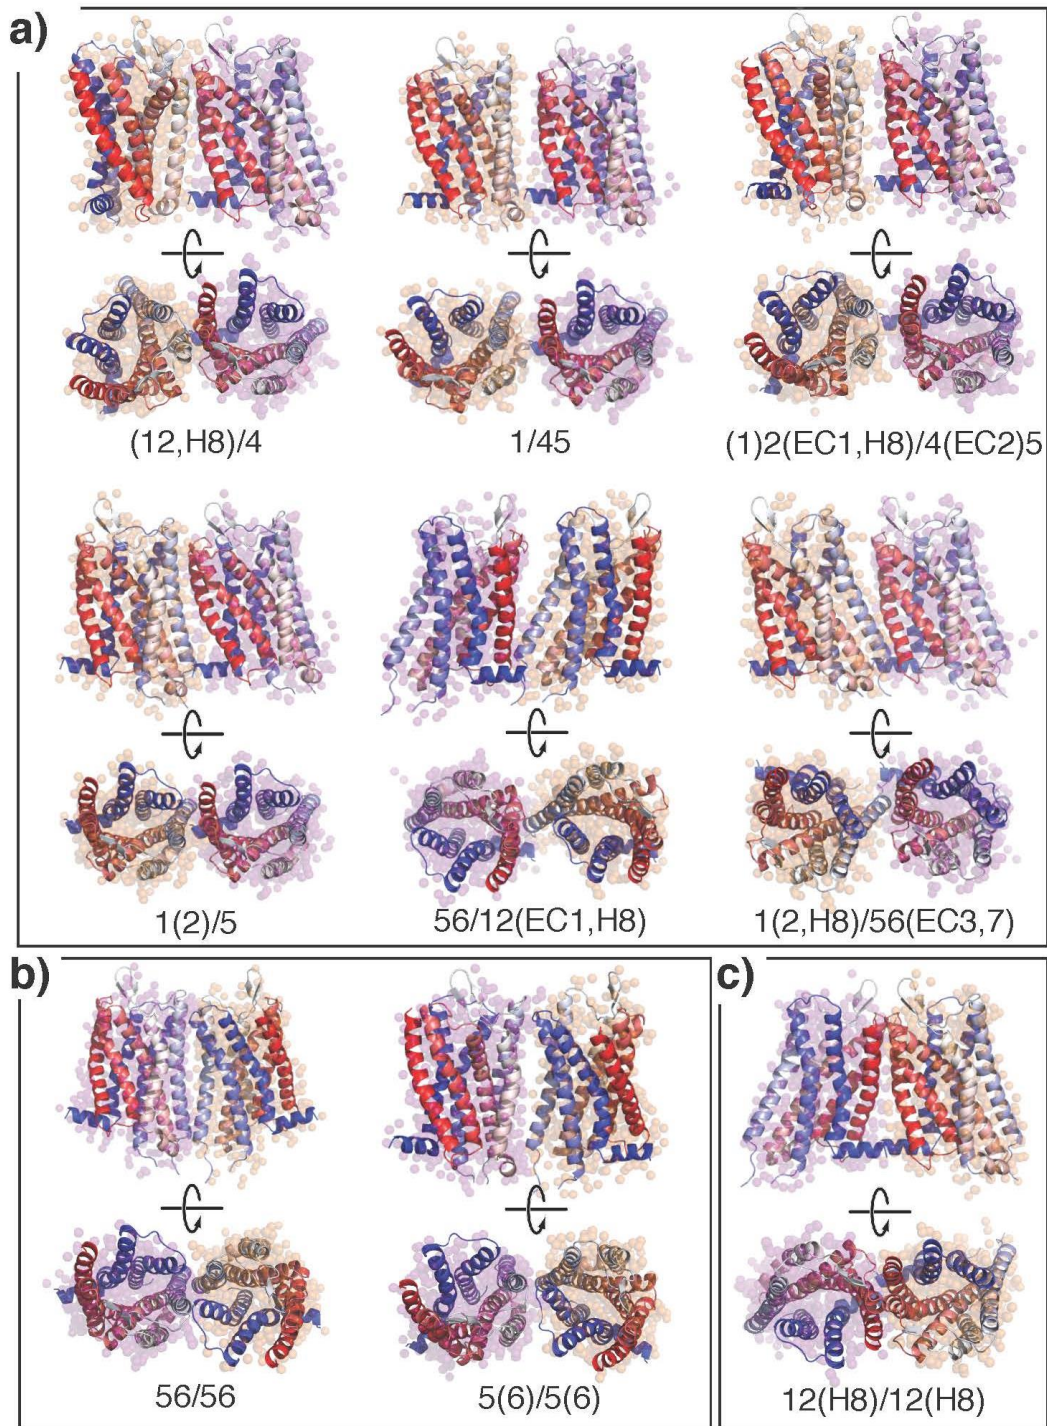 a)
(12,H8)/4
1/45
(1)2(EC1,H8)/4(EC2)5
1(2)/5
56/12(EC1,H8)
1(2,H8)/56(EC3,7)
b)
c)
56/56
5(6)/5(6)
12(H8)/12(H8)